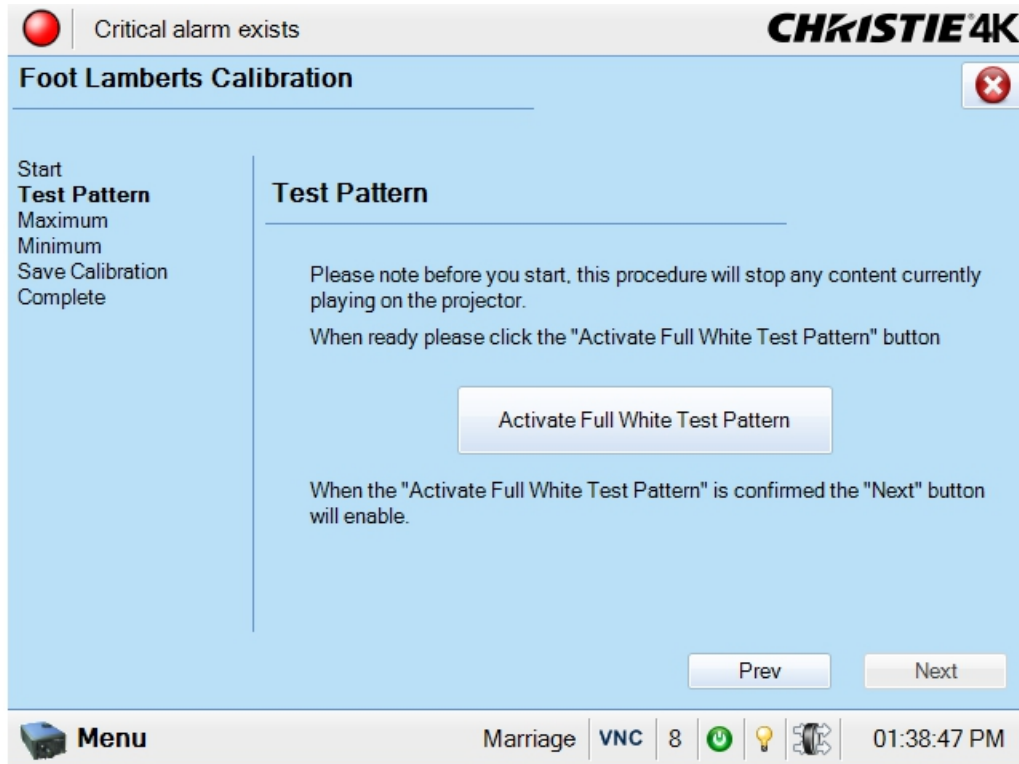 Critical alarm exists
CHRISTIE 4K
Foot Lamberts Calibration
Start
Test Pattern
Maximum
Minimum
Save Calibration
Complete
Test Pattern
Please note before you start, this procedure will stop any content currently
playing on the projector.
When ready please click the "Activate Full White Test Pattern" button
Activate Full White Test Pattern
When the "Activate Full White Test Pattern" is confirmed the "Next" button
will enable.
Prev
Next
Menu
Marriage
VNC
8
01:38:47 PM